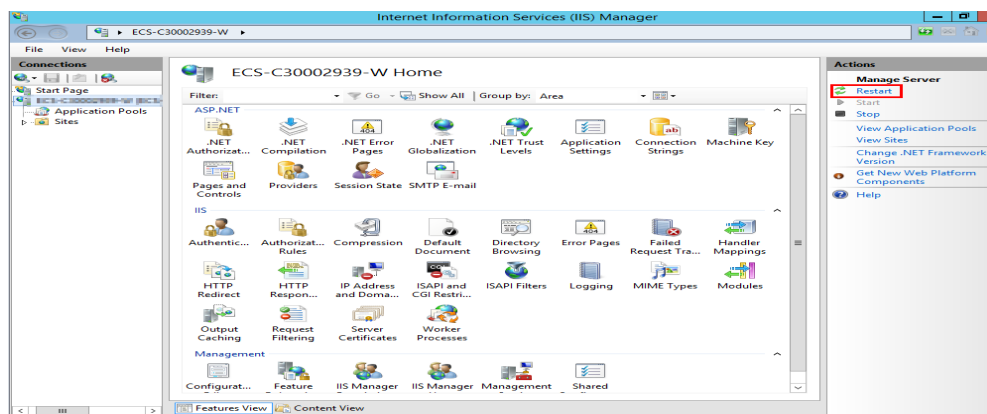 Internet Information Services (IIS) Manager
ECS-C30002939-W
File View Help
Connections
Start Page
Application Pools
Sites
ECS-C30002939-W Home
Filter: Go Show All Group by: Area
ASP.NET
.NET Authorizat...
.NET Compilation
.NET Error Pages
.NET Globalization
.NET Trust Levels
Application Settings
Connection Strings
Machine Key
Pages and Controls
Providers
Session State
SMTP E-mail
IIS
Authentic...
Authorizat... Rules
Compression
Default Document
Directory Browsing
Error Pages
Failed Request Tra...
Handler Mappings
HTTP Redirect
HTTP Respon...
IP Address and Doma...
ISAPI and CGI Restri...
ISAPI Filters
Logging
MIME Types
Modules
Output Caching
Request Filtering
Server Certificates
Worker Processes
Management
Configurat...
Feature
IIS Manager
IIS Manager
Management
Shared
Features View Content View
Actions
Manage Server
Restart
Start
Stop
View Application Pools
View Sites
Change .NET Framework
Version
Get New Web Platform
Components
Help